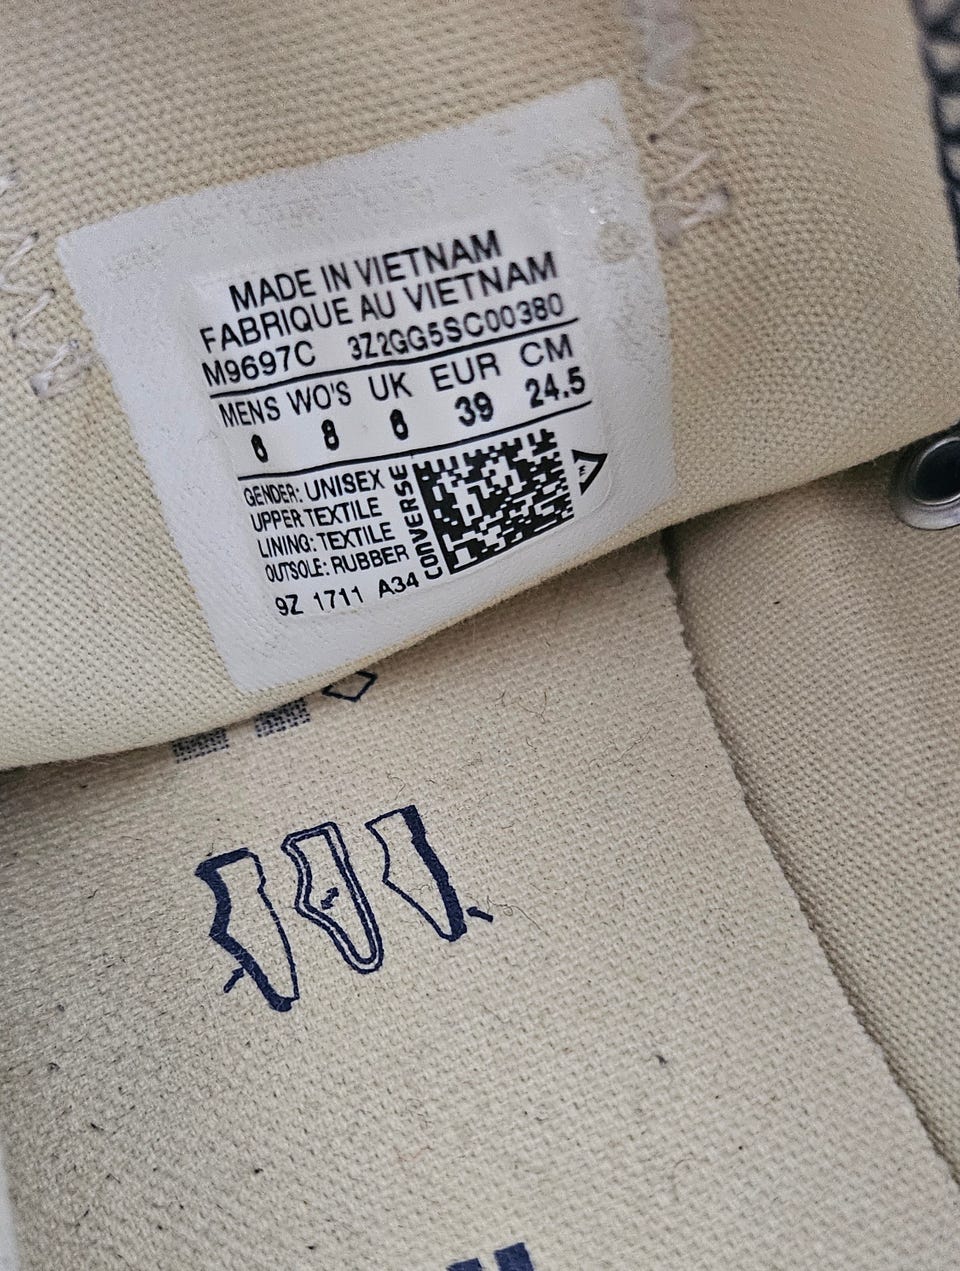 MADE IN VIETNAM
FABRIQUE AU VIETNAM
M9697C 3Z2GG5SC00380
MENS WO'S UK EUR CM
6 8 6 39 24.5
GENDER: UNISEX
UPPER TEXTILE
LINING: TEXTILE
OUTSOLE: RUBBER
9Z 1711 A34
CONVERSE
TM